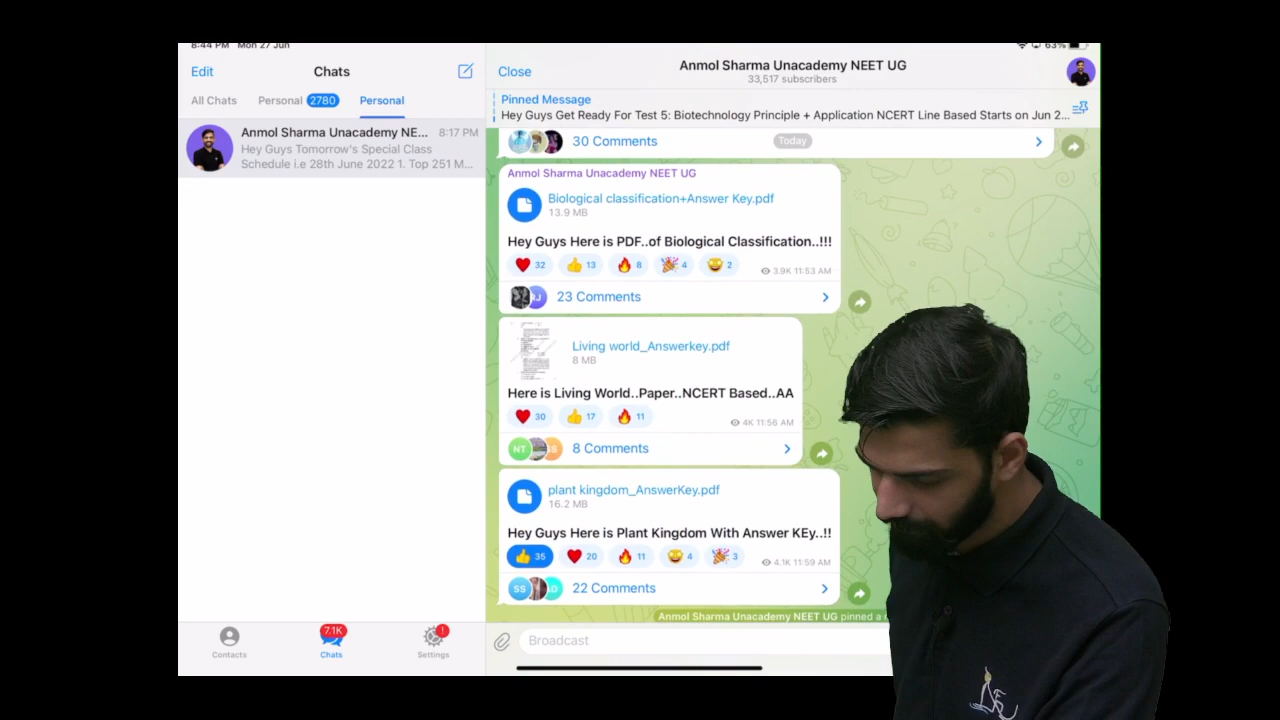 8:44 PM Mon 27 Jun
63%
Edit
Chats
All Chats
Personal 2780
Personal
Anmol Sharma Unacademy NE... 8:17 PM
Hey Guys Tomorrow's Special Class
Schedule i.e 28th June 2022 1. Top 251 M...
Contacts
7.1K
Chats
!
Settings
Close
Anmol Sharma Unacademy NEET UG
33,517 subscribers
Pinned Message
Hey Guys Get Ready For Test 5: Biotechnology Principle + Application NCERT Line Based Starts on Jun 2...
30 Comments
Today
Anmol Sharma Unacademy NEET UG
Biological classification+Answer Key.pdf
13.9 MB
Hey Guys Here is PDF..of Biological Classification..!!!
32 13 8 4 2 3.9K 11:53 AM
RJ 23 Comments
Living world_Answerkey.pdf
8 MB
Here is Living World..Paper..NCERT Based..AA
30 17 11 4K 11:56 AM
NT 8 Comments
plant kingdom_AnswerKey.pdf
16.2 MB
Hey Guys Here is Plant Kingdom With Answer KEy..!!
35 20 11 4 3 4.1K 11:59 AM
SS 22 Comments
Anmol Sharma Unacademy NEET UG pinned a
Broadcast